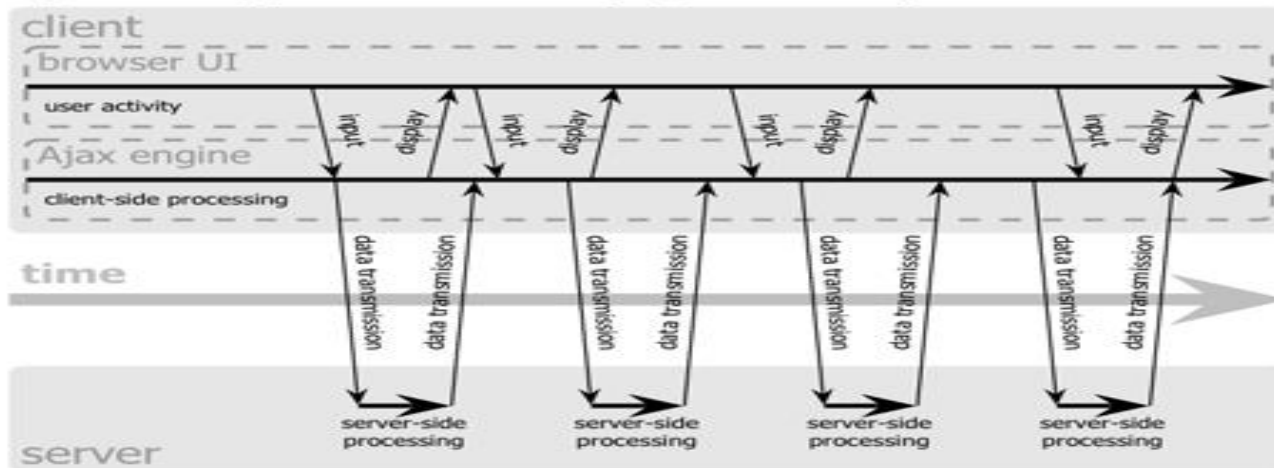 client
browser UI
user activity
input
display
input
display
input
display
input
display
Ajax engine
client-side processing
data transmission
data transmission
data transmission
data transmission
data transmission
data transmission
data transmission
data transmission
time
server-side
processing
server-side
processing
server-side
processing
server-side
processing
server